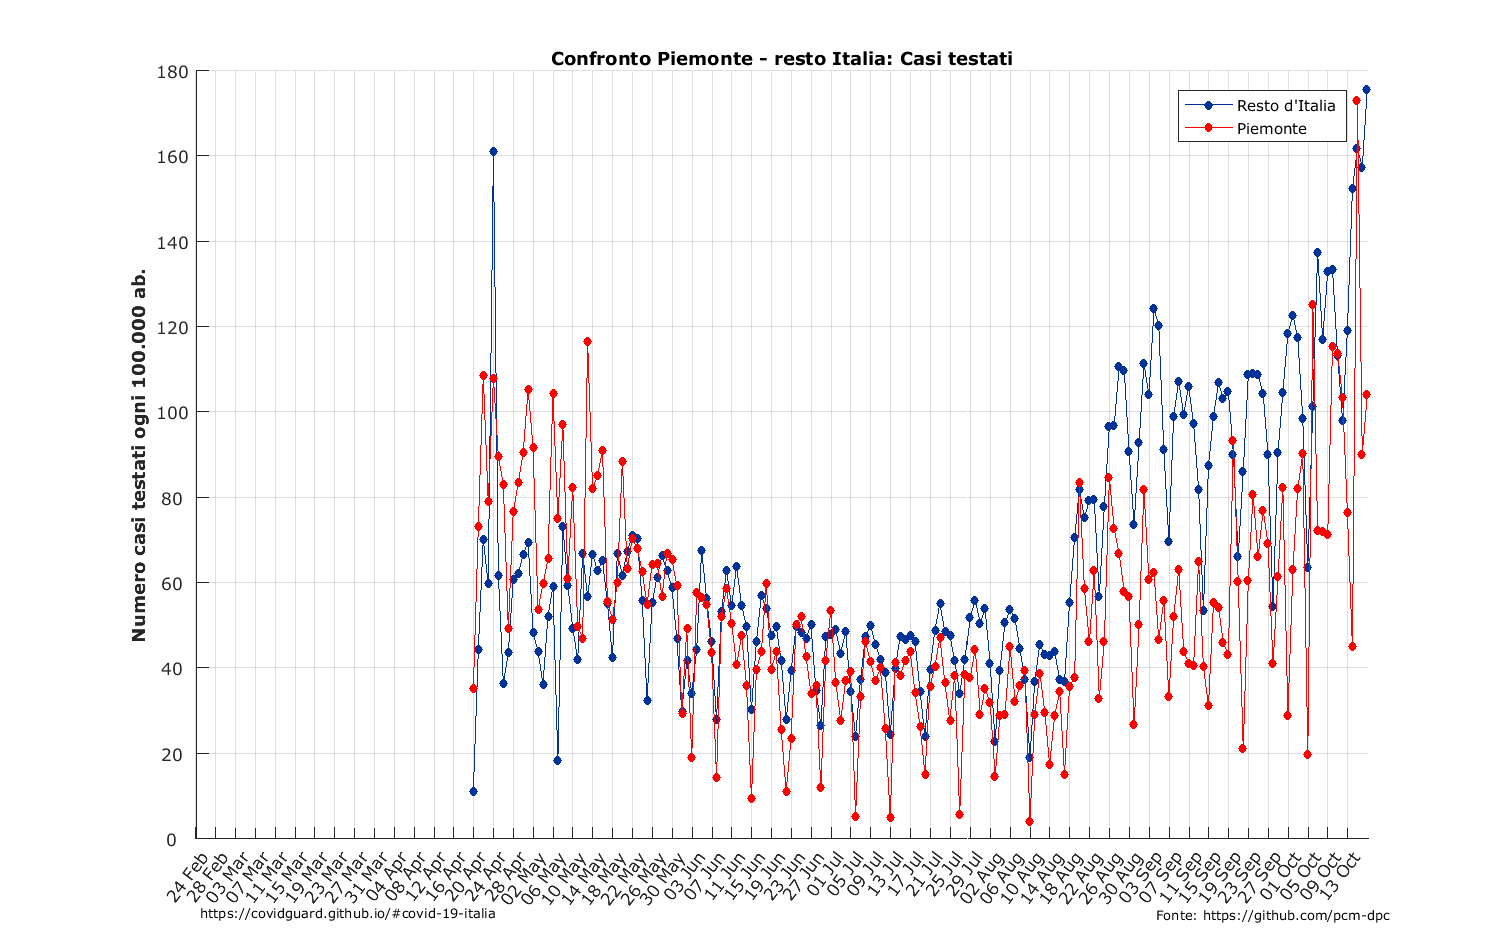 Confronto Piemonte - resto Italia: Casi testati
Resto d'Italia
Piemonte
Numero casi testati ogni 100.000 ab.
180
160
140
120
100
80
60
40
20
0
24 Feb
28 Feb
03 Mar
07 Mar
11 Mar
15 Mar
19 Mar
23 Mar
27 Mar
31 Mar
04 Apr
08 Apr
12 Apr
16 Apr
20 Apr
24 Apr
28 Apr
02 May
06 May
10 May
14 May
18 May
22 May
26 May
30 May
03 Jun
07 Jun
11 Jun
15 Jun
19 Jun
23 Jun
27 Jun
01 Jul
05 Jul
09 Jul
13 Jul
17 Jul
21 Jul
25 Jul
29 Jul
02 Aug
06 Aug
10 Aug
14 Aug
18 Aug
22 Aug
26 Aug
30 Aug
03 Sep
07 Sep
11 Sep
15 Sep
19 Sep
23 Sep
27 Sep
01 Oct
05 Oct
09 Oct
13 Oct
https://covidguard.github.io/#covid-19-italia
Fonte: https://github.com/pcm-dpc